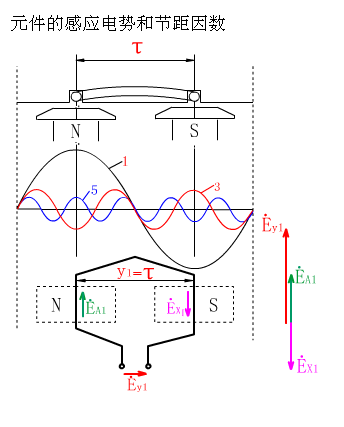 元件的感应电势和节距因数
τ
N S
1
5 3
Ė_y1
y₁=τ
Ė_A1
N Ė_A1 Ė_X1 S
Ė_X1
Ė_y1